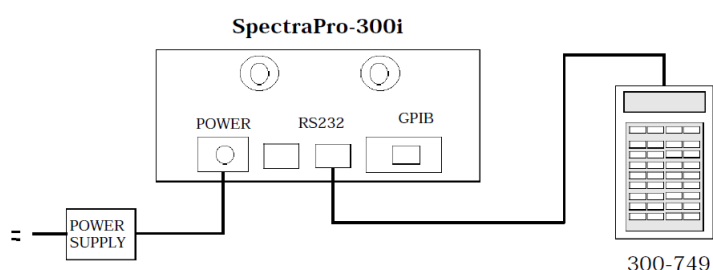 SpectraPro-300i
POWER
RS232
GPIB
POWER
SUPPLY
300-749